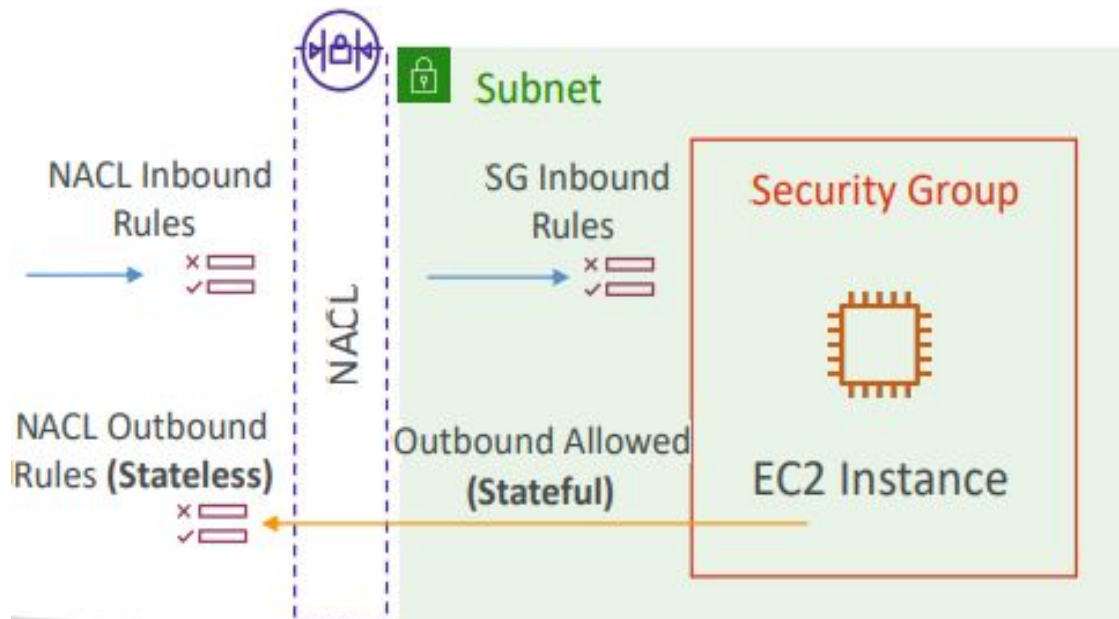 Subnet
NACL Inbound
Rules
SG Inbound
Rules
Security Group
NACL
NACL Outbound
Rules (Stateless)
Outbound Allowed
(Stateful)
EC2 Instance